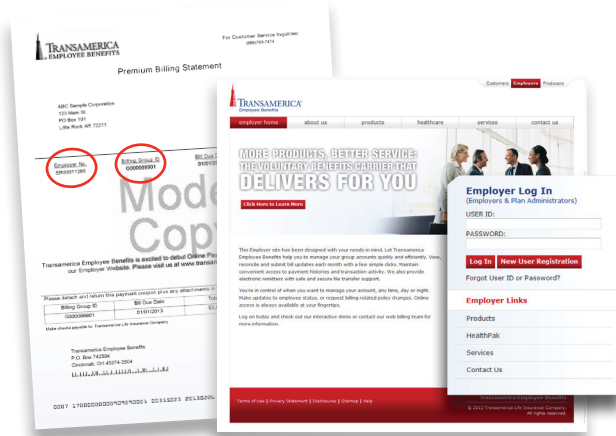 For Customer Service Inquiries:
(888)763-7474
TRANSAMERICA
EMPLOYEE BENEFITS
Premium Billing Statement
ABC Sample Corporation
123 Main St.
PO Box 191
Little Rock AR 72211
Employer No. Billing Group ID Bill Due
G000099901
Model
Copy
Transamerica Employee Benefits is excited to debut Online
our Employer Website. Please visit us at www.transam
Please detach and return this payment coupon plus any attachments in
Billing Group ID Bill Due Date
G000099901 01/01/2013
Make checks payable to: Transamerica Life Insurance Company
Transamerica Employee Benefits
P.O. Box 742504
Cincinnati, OH 45274-2504
Customers Employers Producers
TRANSAMERICA®
Employee Benefits
employer home about us products healthcare services contact us
MORE PRODUCTS, BETTER SERVICE:
THE VOLUNTARY BENEFITS CARRIER THAT
DELIVERS FOR YOU
Click Here to Learn More
The Employer site has been designed with your needs in mind. Let Transamerica
Employee Benefits help you to manage your group accounts quickly and efficiently. View,
reconcile and submit bill updates each month with a few simple clicks. Maintain
convenient access to payment histories and transaction activity. We also provide
electronic remitters with safe and secure file transfer support.
You're in control of when you want to manage your account, any time, day or night.
Make updates to employee status, or request billing-related policy changes. Online
access is always available at your fingertips.
Log on today and check out our interactive demo or contact our web billing team for
more information.
Terms of Use | Privacy Statement | Disclosures | Sitemap | Help
Transamerica Employee Benefits
© 2013 Transamerica Life Insurance Company.
All rights reserved.
Employer Log In
(Employers & Plan Administrators)
USER ID:
PASSWORD:
Log In New User Registration
Forgot User ID or Password?
Employer Links
Products
HealthPak
Services
Contact Us